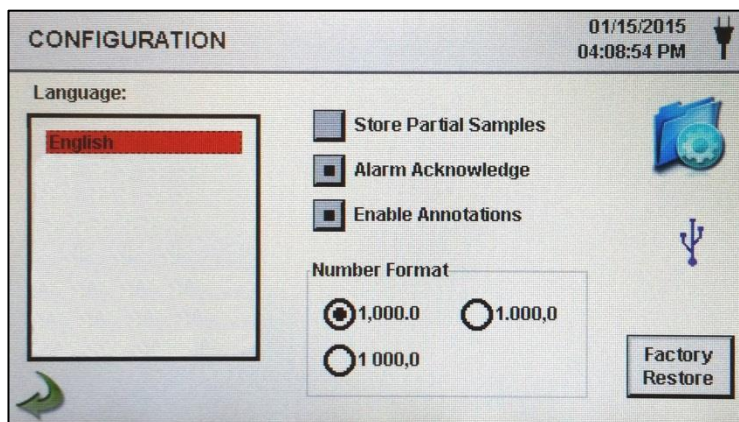 CONFIGURATION
01/15/2015
04:08:54 PM
Language:
English
Store Partial Samples
Alarm Acknowledge
Enable Annotations
Number Format
1,000.0
1.000,0
1 000,0
Factory
Restore